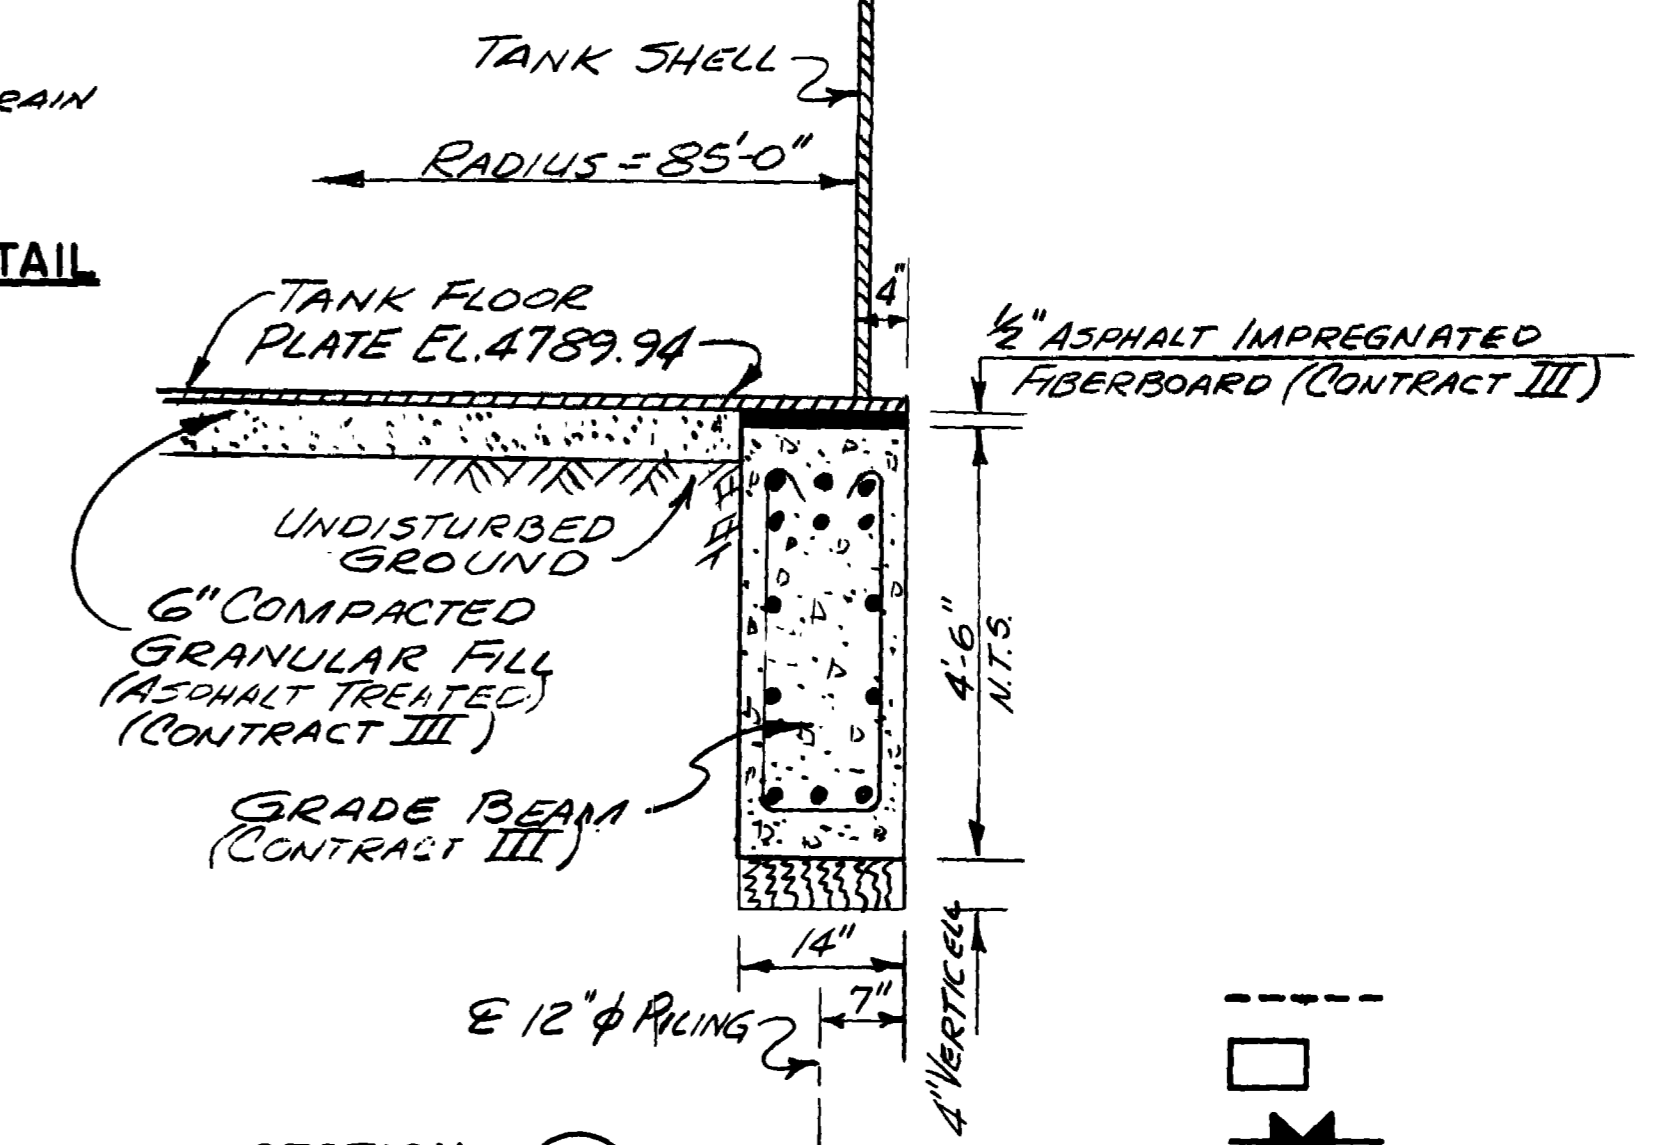 TANK SHELL
RAIN
RADIUS = 85'-0"
TAIL
4"
TANK FLOOR
PLATE EL. 4789.94
½" ASPHALT IMPREGNATED
FIBERBOARD (CONTRACT III)
UNDISTURBED
GROUND
6" COMPACTED
GRANULAR FILL
(ASPHALT TREATED)
(CONTRACT III)
4'-6"
N.T.S.
GRADE BEAM
(CONTRACT III)
14"
7"
℄ 12" ϕ PILING
4" VERTICELL
SECTION